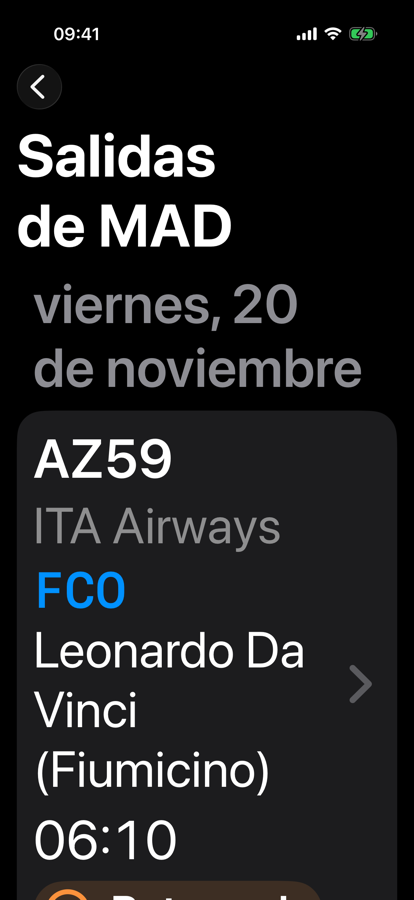 09:41
Salidas
de MAD
viernes, 20
de noviembre
AZ59
ITA Airways
FCO
Leonardo Da
Vinci
(Fiumicino)
06:10